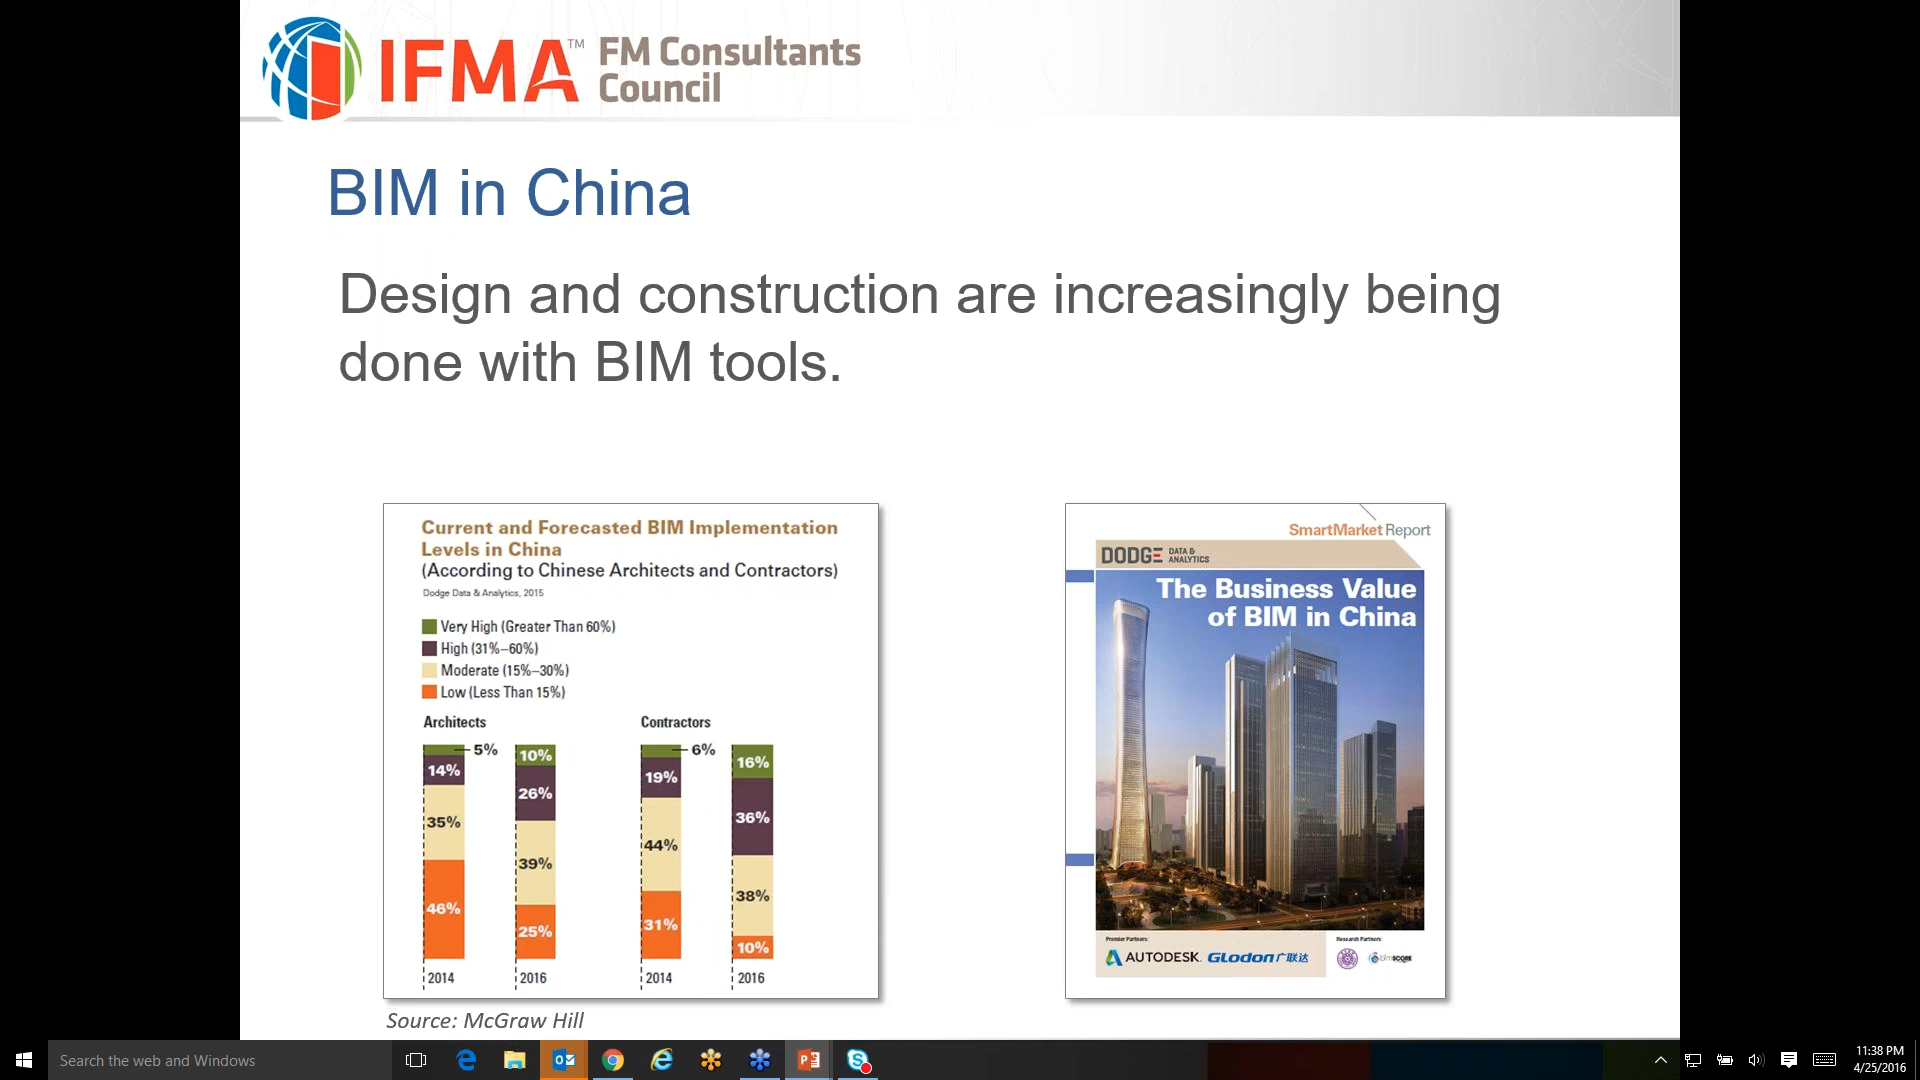 IFMA™ FM Consultants
Council
BIM in China
Design and construction are increasingly being
done with BIM tools.
Current and Forecasted BIM Implementation
Levels in China
(According to Chinese Architects and Contractors)
Dodge Data & Analytics, 2015
Very High (Greater Than 60%)
High (31%–60%)
Moderate (15%–30%)
Low (Less Than 15%)
Architects
5%
14%
35%
46%
2014
10%
26%
39%
25%
2016
Contractors
6%
19%
44%
31%
2014
16%
36%
38%
10%
2016
Source: McGraw Hill
SmartMarket Report
DODGE DATA &
ANALYTICS
The Business Value
of BIM in China
Premier Partners:
AUTODESK. GLODON广联达
Research Partners:
bimSCORE
Search the web and Windows
11:38 PM
4/25/2016